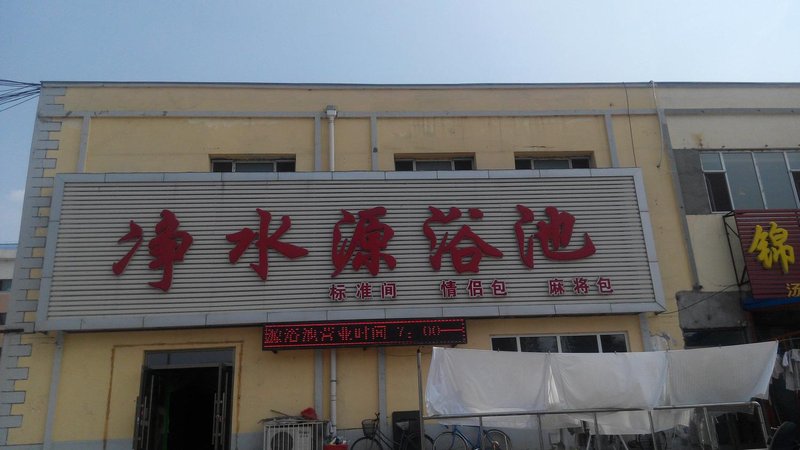 净水源浴池
标准间 情侣包 麻将包
源浴池营业时间 7：00—
锦
汤